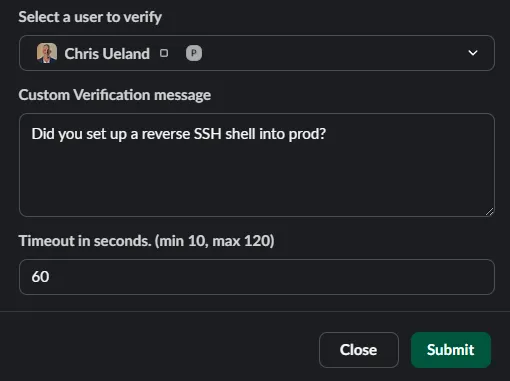 Select a user to verify
Chris Ueland P
Custom Verification message
Did you set up a reverse SSH shell into prod?
Timeout in seconds. (min 10, max 120)
60
Close Submit